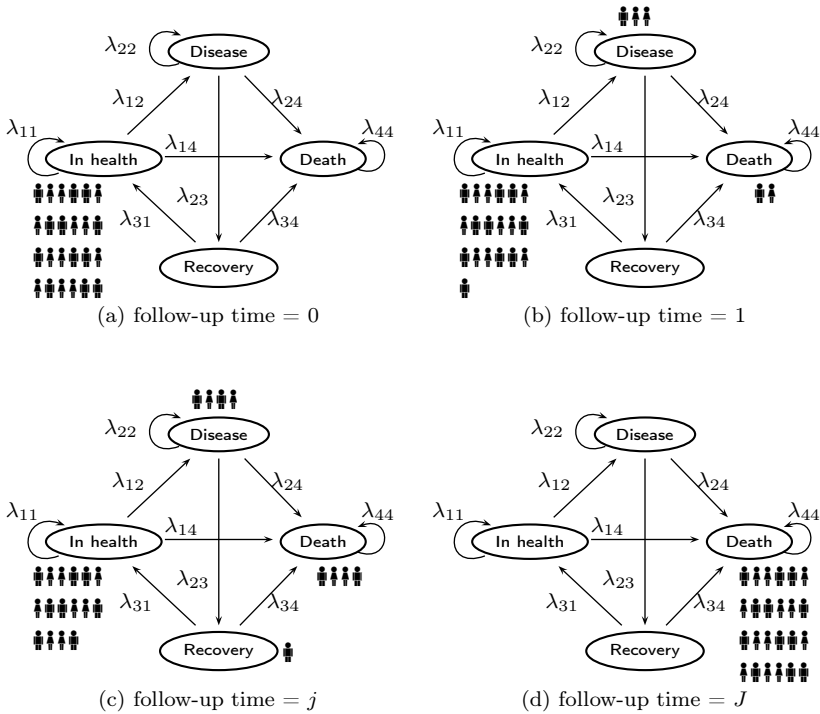 λ22
Disease
λ12
λ24
λ11
λ14
λ44
In health
Death
λ23
λ31
λ34
Recovery
(a) follow-up time = 0
λ22
Disease
λ12
λ24
λ11
λ14
λ44
In health
Death
λ23
λ31
λ34
Recovery
(b) follow-up time = 1
λ22
Disease
λ12
λ24
λ11
λ14
λ44
In health
Death
λ23
λ31
λ34
Recovery
(c) follow-up time = j
λ22
Disease
λ12
λ24
λ11
λ14
λ44
In health
Death
λ23
λ31
λ34
Recovery
(d) follow-up time = J